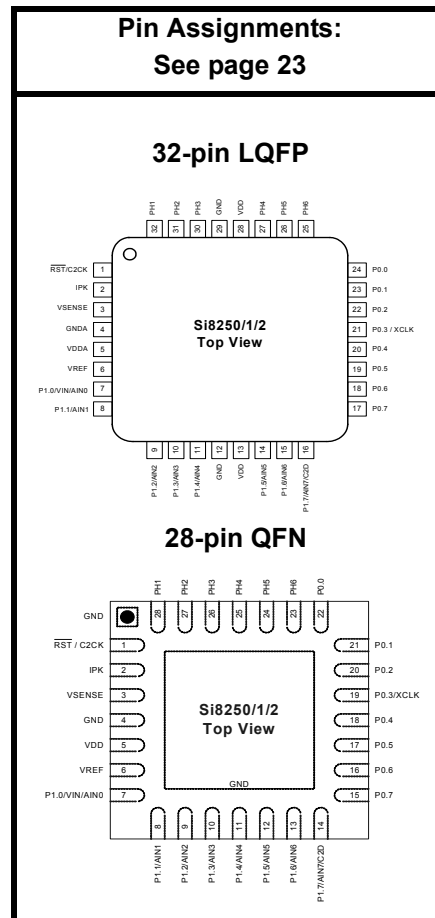 Pin Assignments:
See page 23
32-pin LQFP
PH1
PH2
PH3
GND
VDD
PH4
PH5
PH6
32
31
30
29
28
27
26
25
RST/C2CK 1
IPK 2
VSENSE 3
GNDA 4
VDDA 5
VREF 6
P1.0/VIN/AIN0 7
P1.1/AIN1 8
Si8250/1/2
Top View
24 P0.0
23 P0.1
22 P0.2
21 P0.3 / XCLK
20 P0.4
19 P0.5
18 P0.6
17 P0.7
9
10
11
12
13
14
15
16
P1.2/AIN2
P1.3/AIN3
P1.4/AIN4
GND
VDD
P1.5/AIN5
P1.6/AIN6
P1.7/AIN7/C2D
28-pin QFN
PH1
PH2
PH3
PH4
PH5
PH6
P0.0
28
27
26
25
24
23
22
GND
RST / C2CK 1
IPK 2
VSENSE 3
GND 4
VDD 5
VREF 6
P1.0/VIN/AIN0 7
Si8250/1/2
Top View
GND
21 P0.1
20 P0.2
19 P0.3/XCLK
18 P0.4
17 P0.5
16 P0.6
15 P0.7
8
9
10
11
12
13
14
P1.1/AIN1
P1.2/AIN2
P1.3/AIN3
P1.4/AIN4
P1.5/AIN5
P1.6/AIN6
P1.7/AIN7/C2D